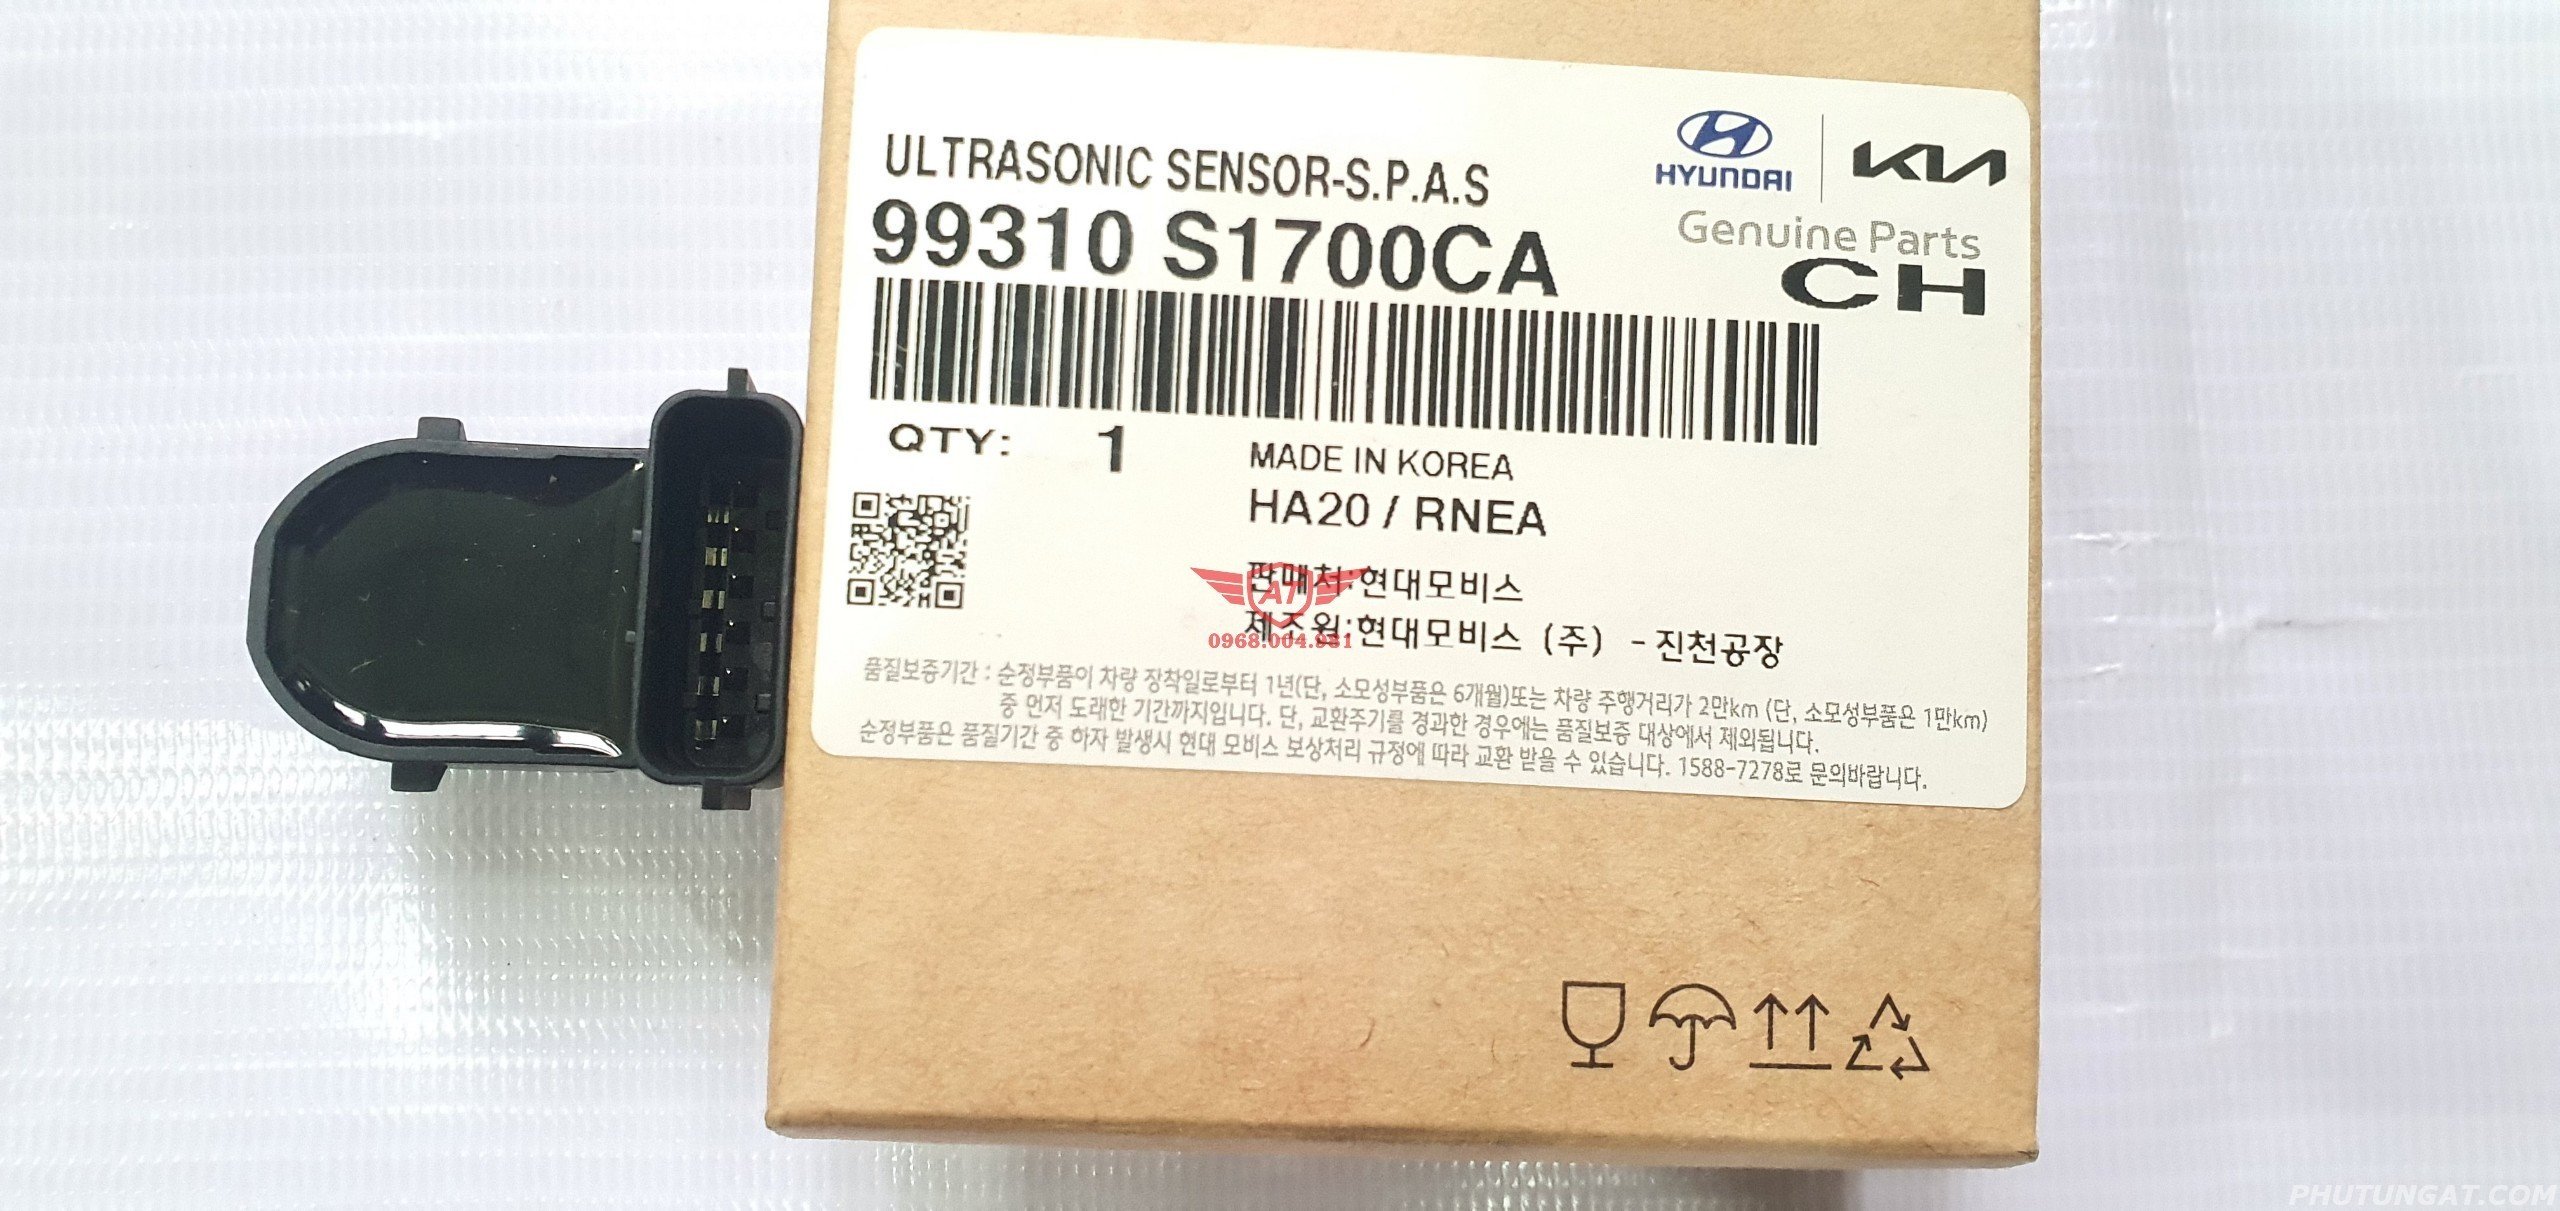 ULTRASONIC SENSOR-S.P.A.S
99310 S1700CA
HYUNDAI
KIA
Genuine Parts
CH
QTY: 1
MADE IN KOREA
HA20 / RNEA
판매처:현대모비스
제조원:현대모비스 (주) - 진천공장
AT
0968.004.981
품질보증기간 : 순정부품이 차량 장착일로부터 1년(단, 소모성부품은 6개월)또는 차량 주행거리가 2만km (단, 소모성부품은 1만km)
중 먼저 도래한 기간까지입니다. 단, 교환주기를 경과한 경우에는 품질보증 대상에서 제외됩니다.
순정부품은 품질기간 중 하자 발생시 현대 모비스 보상처리 규정에 따라 교환 받을 수 있습니다. 1588-7278로 문의바랍니다.
PHUTUNGAT.COM